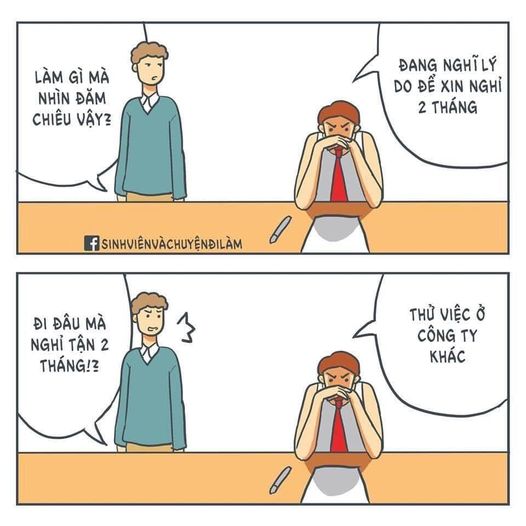 LÀM GÌ MÀ
NHÌN ĐĂM
CHIÊU VẬY?
ĐANG NGHĨ LÝ
DO ĐỂ XIN NGHỈ
2 THÁNG
SINHVIÊNVÀCHUYỆNĐILÀM
ĐI ĐÂU MÀ
NGHỈ TẬN 2
THÁNG!?
THỬ VIỆC Ở
CÔNG TY
KHÁC